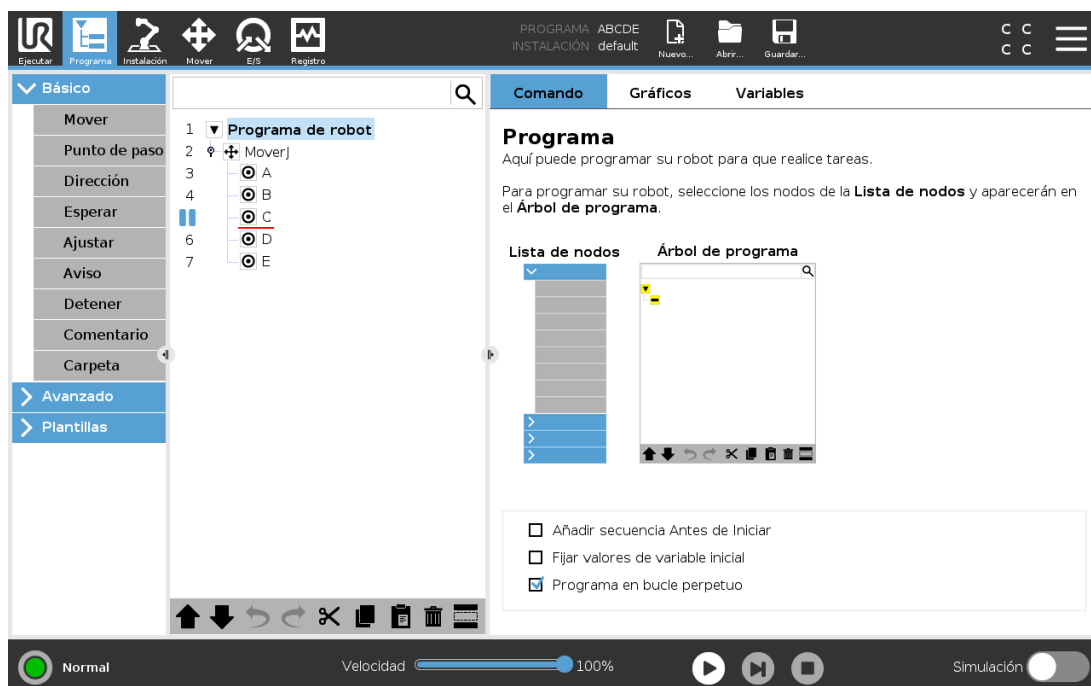 UR
Ejecutar
Programa
Instalación
Mover
E/S
Registro
PROGRAMA ABCDE
INSTALACIÓN default
Nuevo...
Abrir...
Guardar...
C C
C C
Básico
Mover
Punto de paso
Dirección
Esperar
Ajustar
Aviso
Detener
Comentario
Carpeta
Avanzado
Plantillas
1 Programa de robot
2 MoverJ
3 A
4 B
C
6 D
7 E
Comando Gráficos Variables
Programa
Aquí puede programar su robot para que realice tareas.
Para programar su robot, seleccione los nodos de la Lista de nodos y aparecerán en
el Árbol de programa.
Lista de nodos
Árbol de programa
Añadir secuencia Antes de Iniciar
Fijar valores de variable inicial
Programa en bucle perpetuo
Normal
Velocidad 100%
Simulación